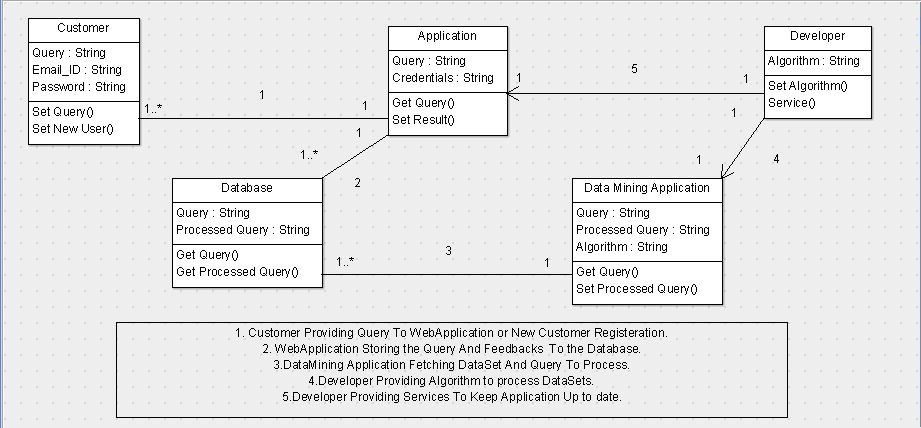 Customer
Query : String
Email_ID : String
Password : String
Set Query()
Set New User()
Application
Query : String
Credentials : String
Get Query()
Set Result()
Developer
Algorithm : String
Set Algorithm()
Service()
1..*
1
1
1
5
1
1
1..*
2
1
1
4
Database
Query : String
Processed Query : String
Get Query()
Get Processed Query()
1..*
3
1
Data Mining Application
Query : String
Processed Query : String
Algorithm : String
Get Query()
Set Processed Query()
1. Customer Providing Query To WebApplication or New Customer Registeration.
2. WebApplication Storing the Query And Feedbacks To the Database.
3.DataMining Application Fetching DataSet And Query To Process.
4.Developer Providing Algorithm to process DataSets.
5.Developer Providing Services To Keep Application Up to date.